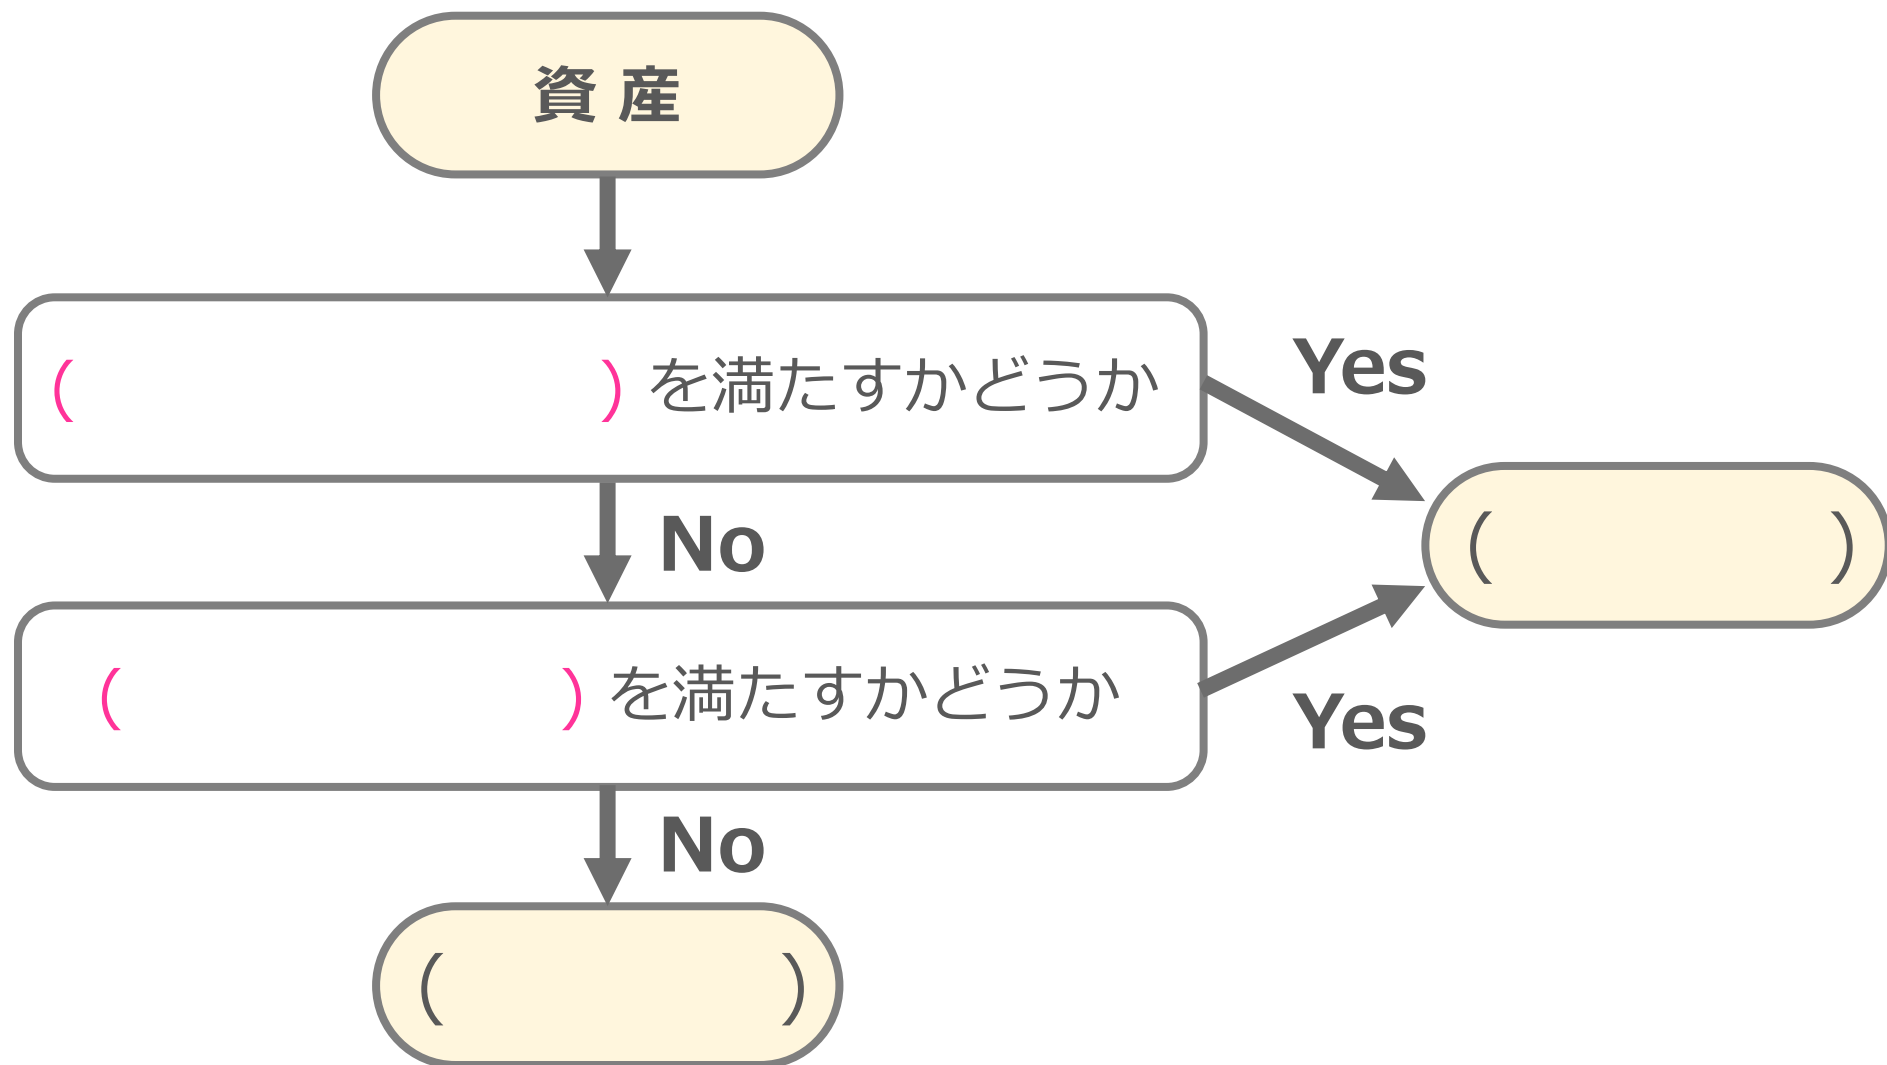 資産
(　　　　　　　　)を満たすかどうか
Yes
No
(　　　　　)
(　　　　　　　)を満たすかどうか
Yes
No
(　　　　　)